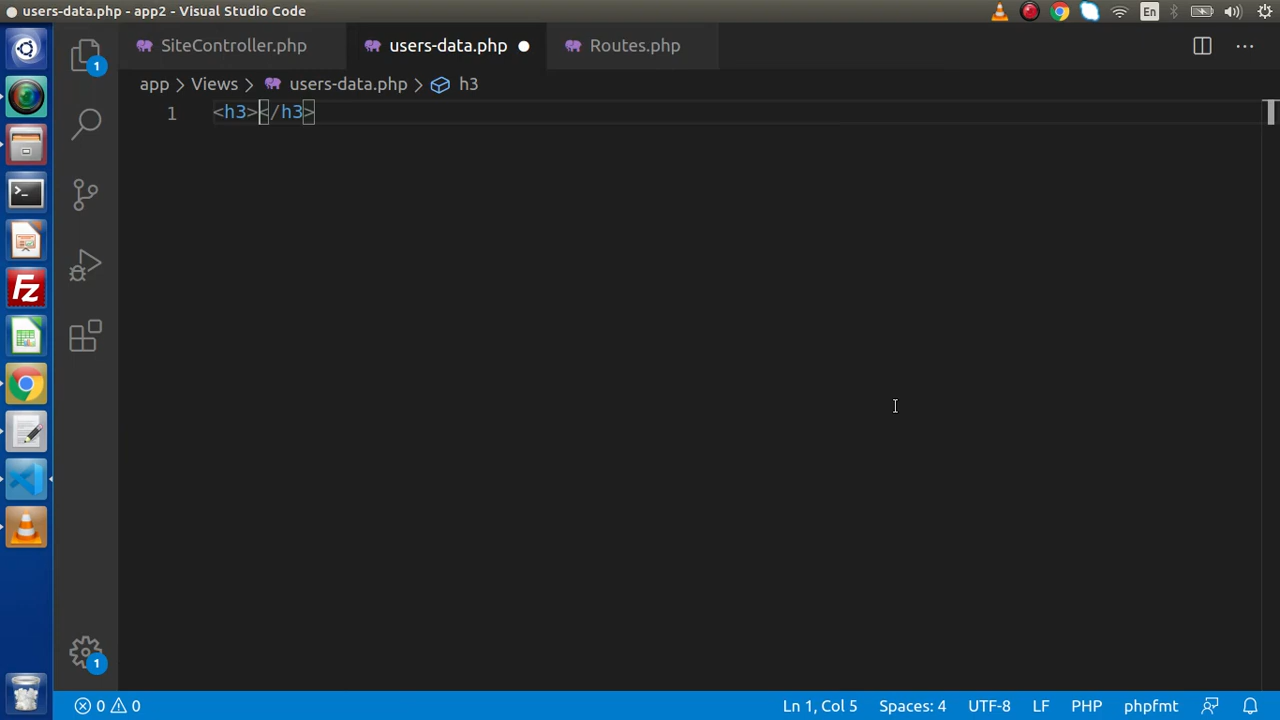 users-data.php - app2 - Visual Studio Code
En
SiteController.php
users-data.php
Routes.php
app > Views > users-data.php > h3
1
1 <h3></h3>
Fz
1
0 0
Ln 1, Col 5
Spaces: 4
UTF-8
LF
PHP
phpfmt